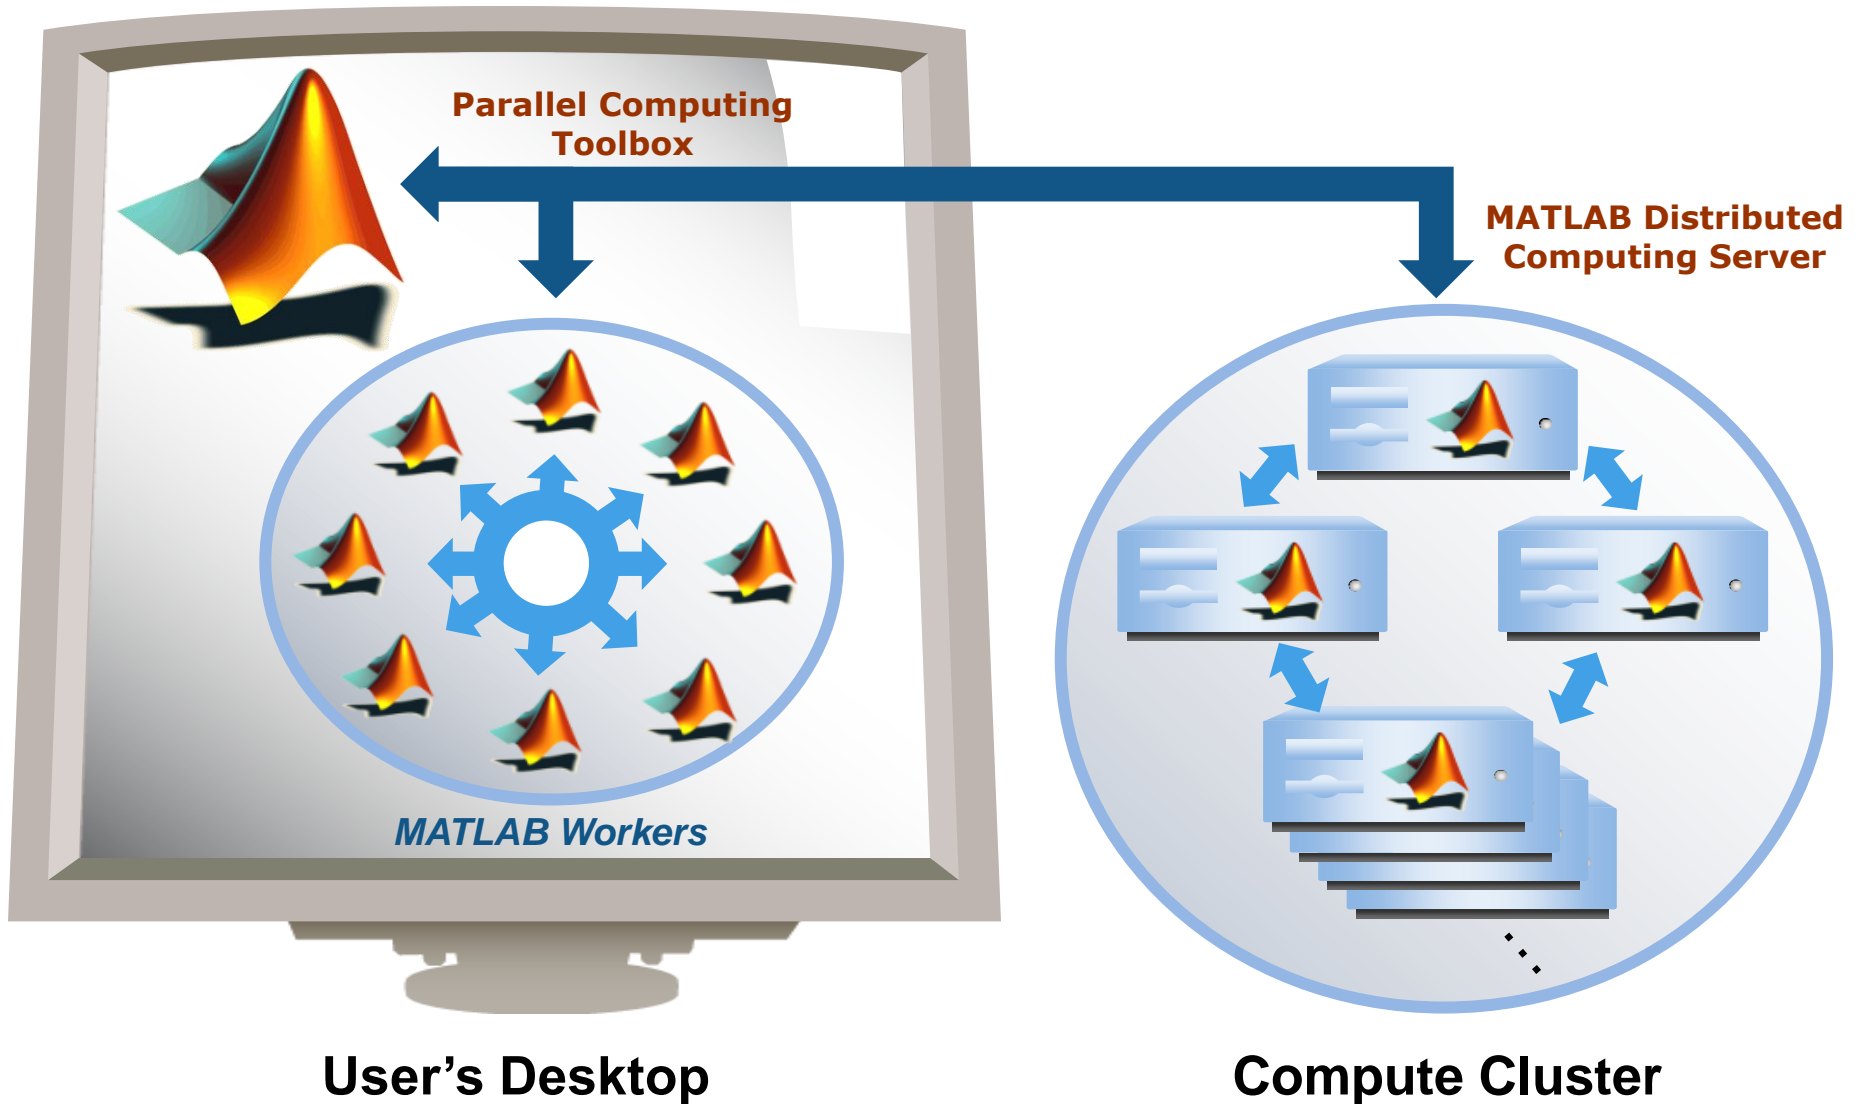 Parallel Computing
Toolbox
MATLAB Distributed
Computing Server
MATLAB Workers
User’s Desktop
Compute Cluster